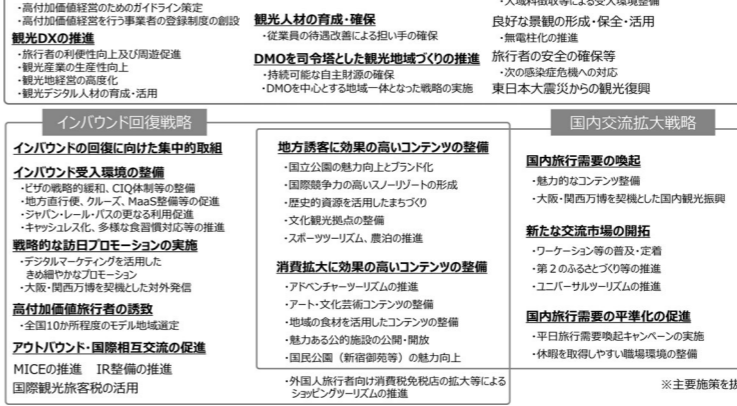 ・高付加価値経営のためのガイドライン策定
・高付加価値経営を行う事業者の登録制度の創設
観光DXの推進
・旅行者の利便性向上及び周遊促進
・観光産業の生産性向上
・観光地経営の高度化
・観光デジタル人材の育成・活用
観光人材の育成・確保
・従業員の待遇改善による担い手の確保
DMOを司令塔とした観光地域づくりの推進
・持続可能な自主財源の確保
・DMOを中心とする地域一体となった戦略の実施
・入域料徴収等による受入環境整備
良好な景観の形成・保全・活用
・無電柱化の推進
旅行者の安全の確保等
・次の感染症危機への対応
東日本大震災からの観光復興
インバウンド回復戦略
インバウンドの回復に向けた集中的取組
インバウンド受入環境の整備
・ビザの戦略的緩和、CIQ体制等の整備
・地方直行便、クルーズ、MaaS整備等の促進
・ジャパン・レール・パスの更なる利用促進
・キャッシュレス化、多様な食習慣対応等の推進
戦略的な訪日プロモーションの実施
・デジタルマーケティングを活用した
きめ細やかなプロモーション
・大阪・関西万博を契機とした対外発信
高付加価値旅行者の誘致
・全国10か所程度のモデル地域選定
アウトバウンド・国際相互交流の促進
MICEの推進 IR整備の推進
国際観光旅客税の活用
地方誘客に効果の高いコンテンツの整備
・国立公園の魅力向上とブランド化
・国際競争力の高いスノーリゾートの形成
・歴史的資源を活用したまちづくり
・文化観光拠点の整備
・スポーツツーリズム、農泊の推進
消費拡大に効果の高いコンテンツの整備
・アドベンチャーツーリズムの推進
・アート・文化芸術コンテンツの整備
・地域の食材を活用したコンテンツの整備
・魅力ある公的施設の公開・開放
・国民公園（新宿御苑等）の魅力向上
・外国人旅行者向け消費税免税店の拡大等による
ショッピングツーリズムの推進
国内交流拡大戦略
国内旅行需要の喚起
・魅力的なコンテンツ整備
・大阪・関西万博を契機とした国内観光振興
新たな交流市場の開拓
・ワーケーション等の普及・定着
・第２のふるさとづくり等の推進
・ユニバーサルツーリズムの推進
国内旅行需要の平準化の促進
・平日旅行需要喚起キャンペーンの実施
・休暇を取得しやすい職場環境の整備
※主要施策を抜